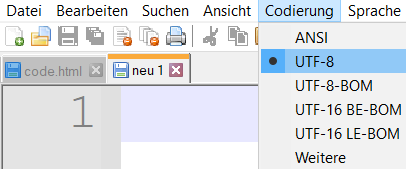 Datei Bearbeiten Suchen Ansicht Codierung Sprache
code.html neu 1
1
ANSI
UTF-8
UTF-8-BOM
UTF-16 BE-BOM
UTF-16 LE-BOM
Weitere